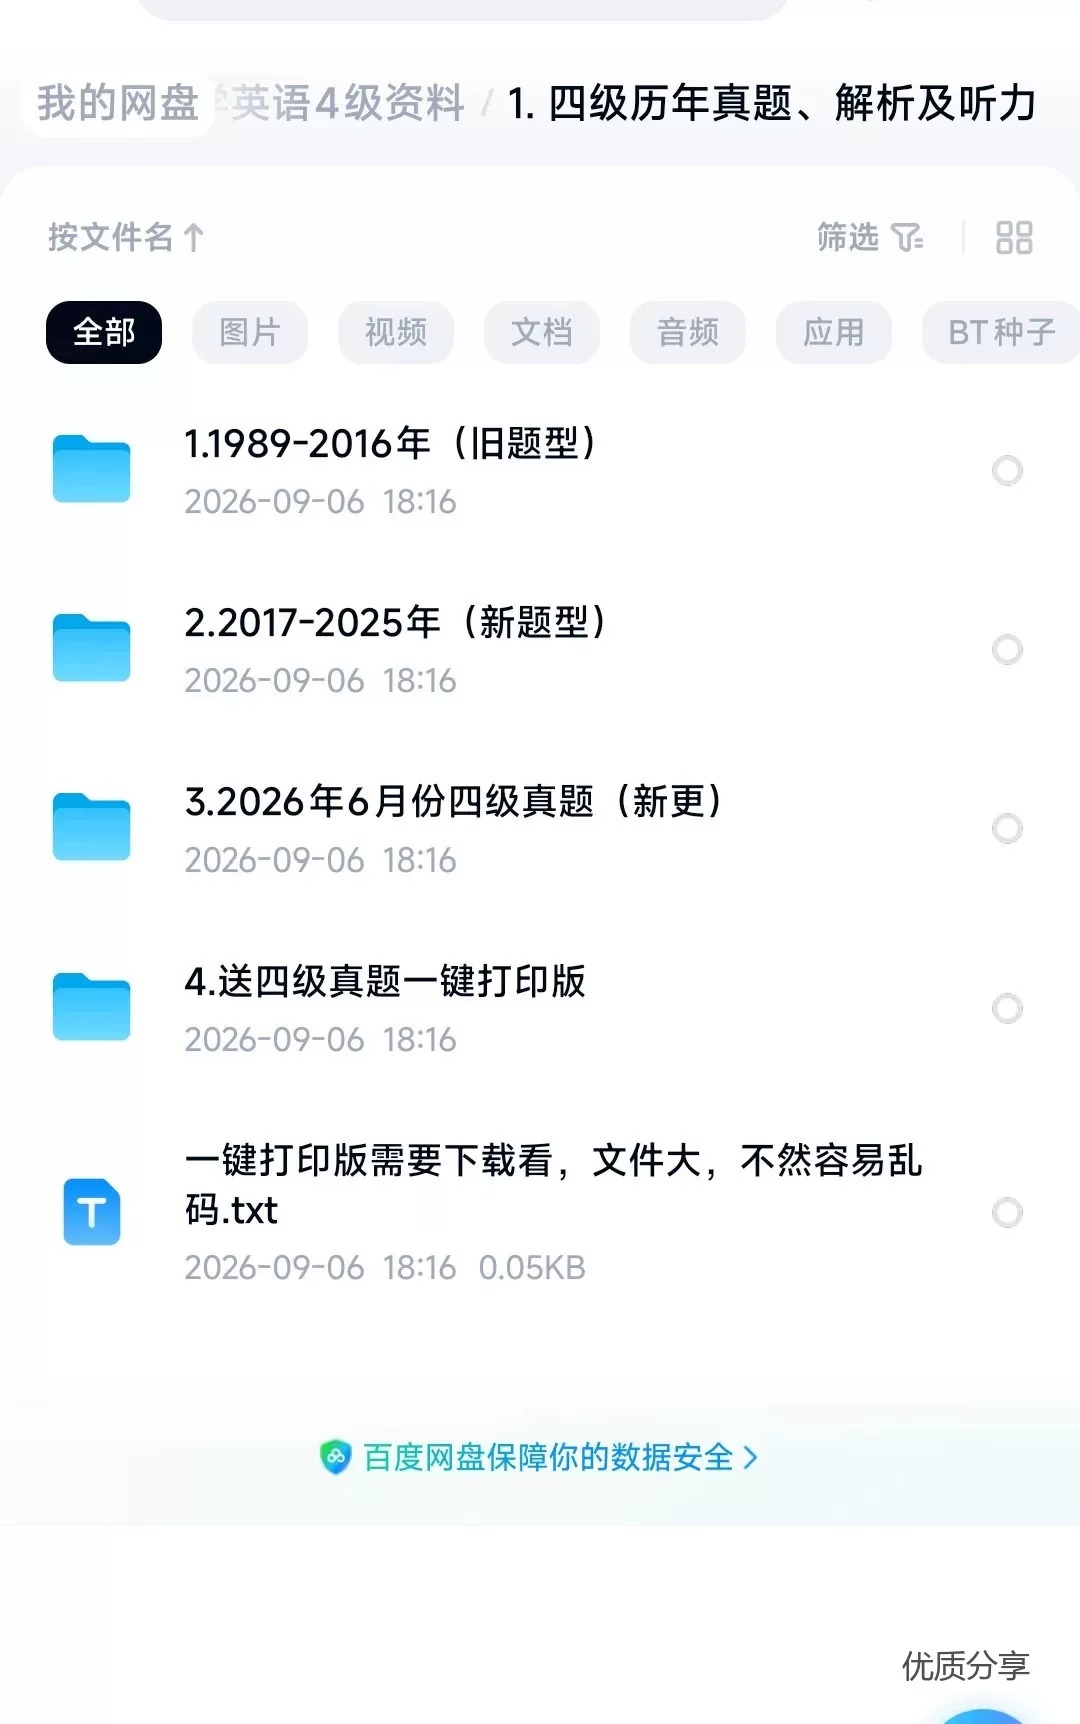 我的网盘 英语4级资料 / 1. 四级历年真题、解析及听力
按文件名↑ 筛选
全部 图片 视频 文档 音频 应用 BT种子
1.1989-2016年（旧题型）
2026-09-06 18:16
2.2017-2025年（新题型）
2026-09-06 18:16
3.2026年6月份四级真题（新更）
2026-09-06 18:16
4.送四级真题一键打印版
2026-09-06 18:16
一键打印版需要下载看，文件大，不然容易乱
码.txt
T
2026-09-06 18:16 0.05KB
百度网盘保障你的数据安全 >
优质分享